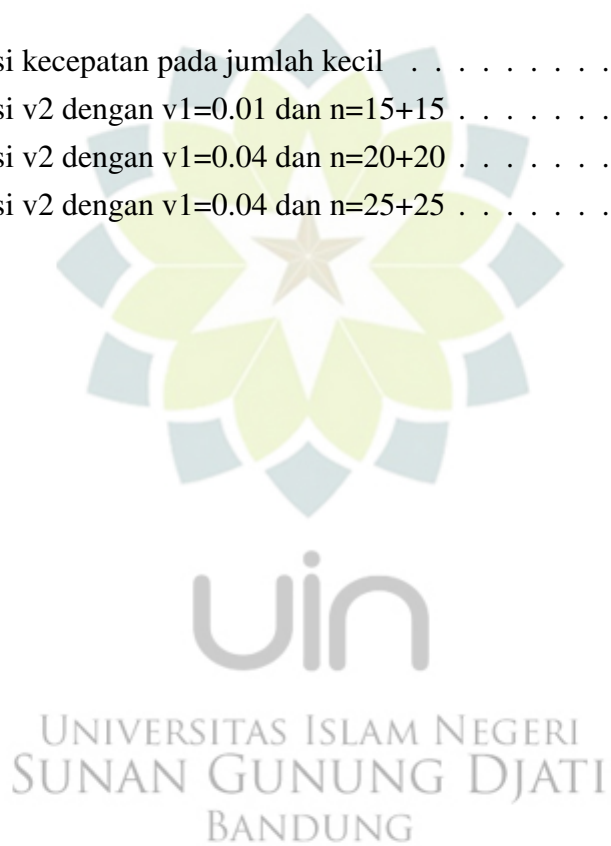 si kecepatan pada jumlah kecil . . . . . . . . .
si v2 dengan v1=0.01 dan n=15+15 . . . . . . .
si v2 dengan v1=0.04 dan n=20+20 . . . . . . .
si v2 dengan v1=0.04 dan n=25+25 . . . . . . .
uin
UNIVERSITAS ISLAM NEGERI
SUNAN GUNUNG DJATI
BANDUNG